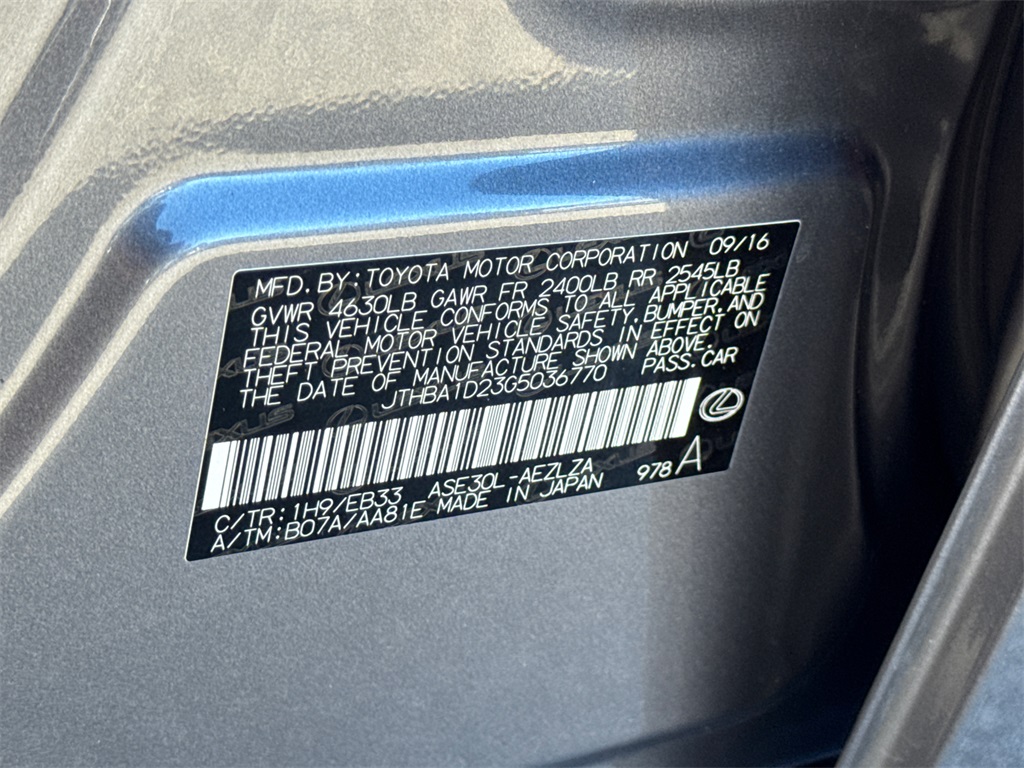 MFD. BY: TOYOTA MOTOR CORPORATION 09/16
GVWR 4630LB GAWR FR 2400LB RR 2545LB
THIS VEHICLE CONFORMS TO ALL APPLICABLE
FEDERAL MOTOR VEHICLE SAFETY, BUMPER, AND
THEFT PREVENTION STANDARDS IN EFFECT ON
THE DATE OF MANUFACTURE SHOWN ABOVE.
JTHBA1D23G5036770 PASS. CAR
C/TR: 1H9/EB33 ASE30L-AEZLZA 978 A
A/TM: B07A/AA81E MADE IN JAPAN